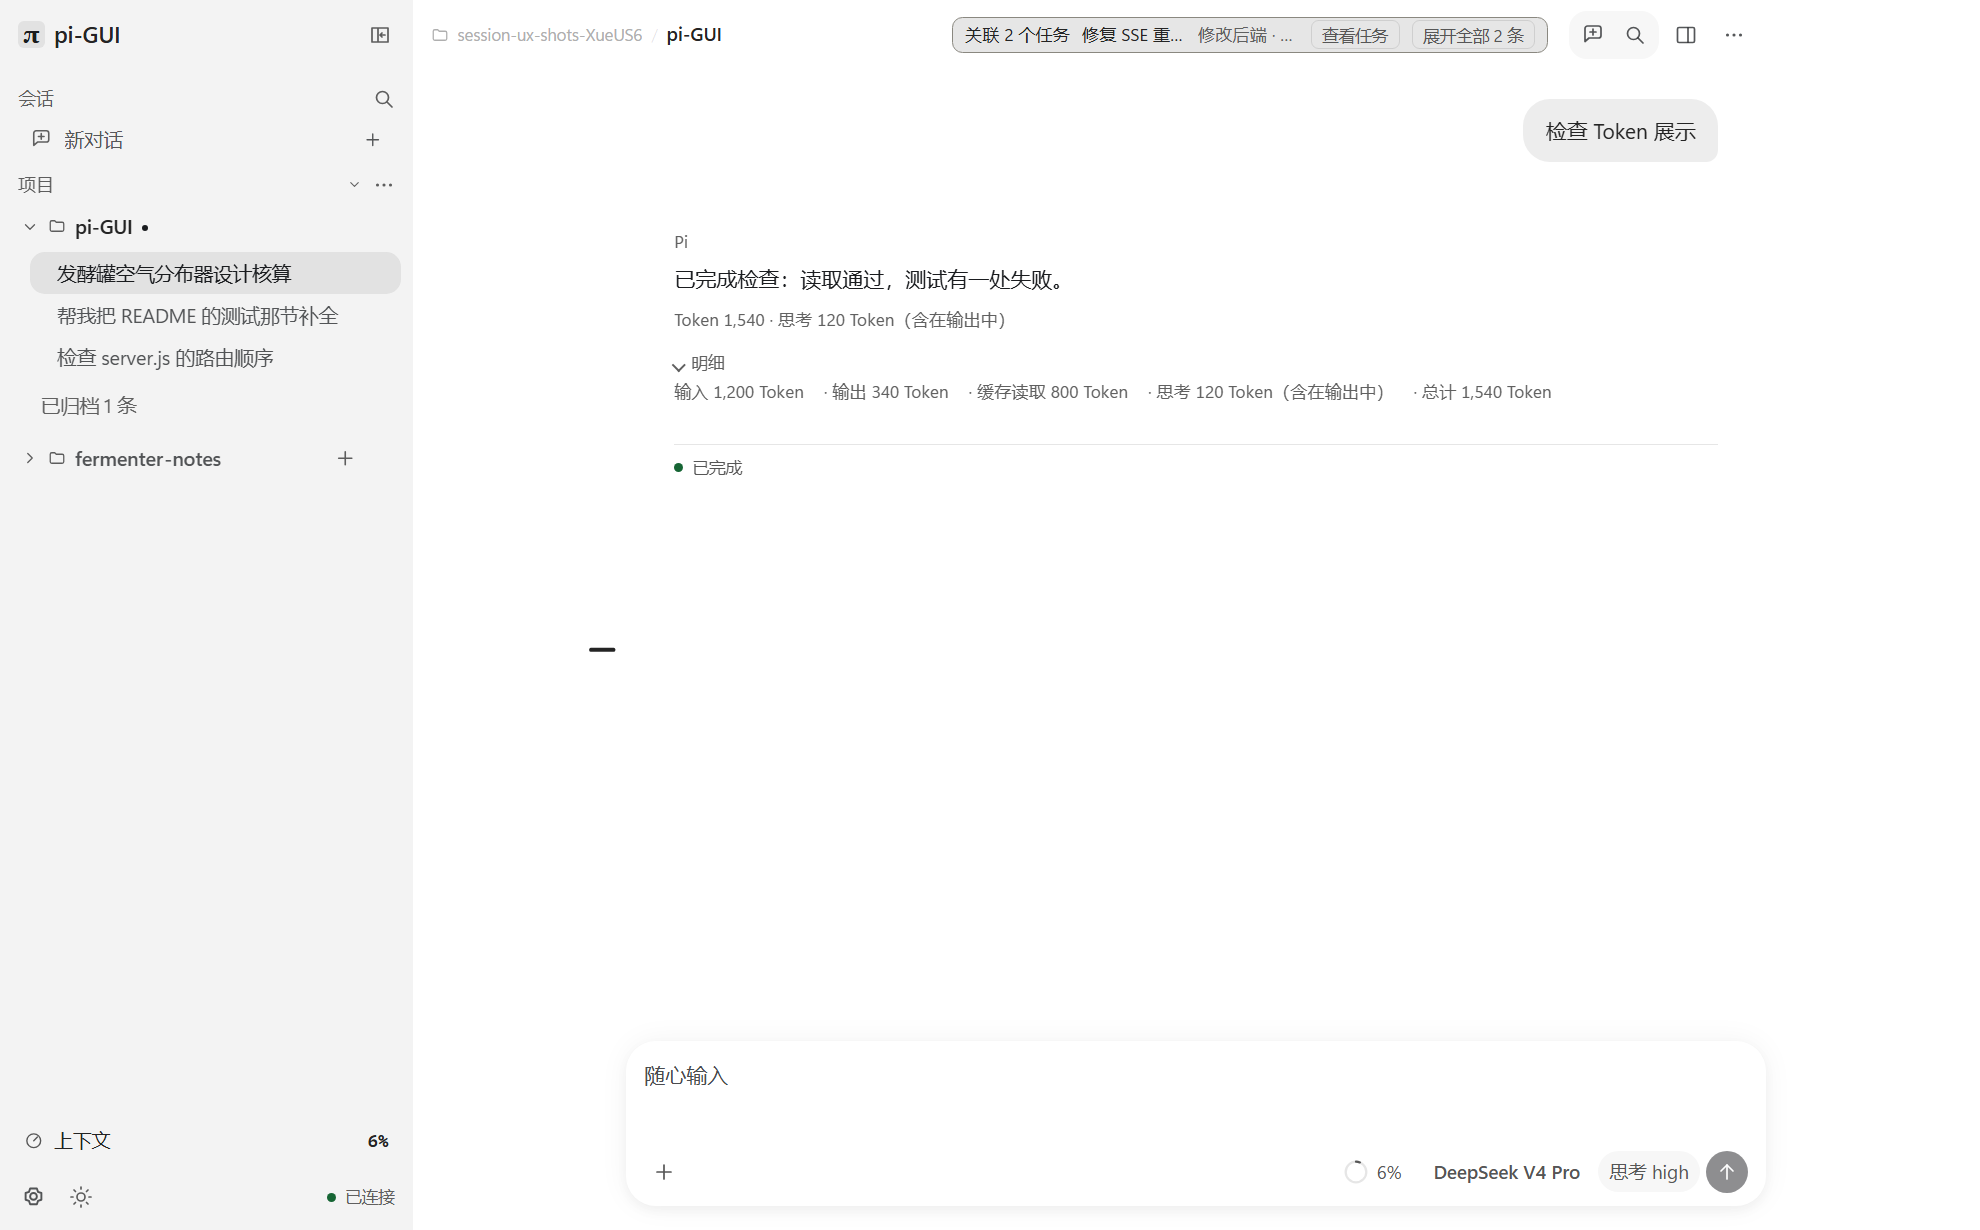 π pi-GUI
会话
新对话
项目
pi-GUI
发酵罐空气分布器设计核算
帮我把 README 的测试那节补全
检查 server.js 的路由顺序
已归档 1 条
fermenter-notes
上下文 6%
已连接
session-ux-shots-XueUS6 / pi-GUI
关联 2 个任务 修复 SSE 重... 修改后端 · ... 查看任务 展开全部 2 条
检查 Token 展示
Pi
已完成检查：读取通过，测试有一处失败。
Token 1,540 · 思考 120 Token（含在输出中）
明细
输入 1,200 Token · 输出 340 Token · 缓存读取 800 Token · 思考 120 Token（含在输出中） · 总计 1,540 Token
已完成
随心输入
6% DeepSeek V4 Pro 思考 high